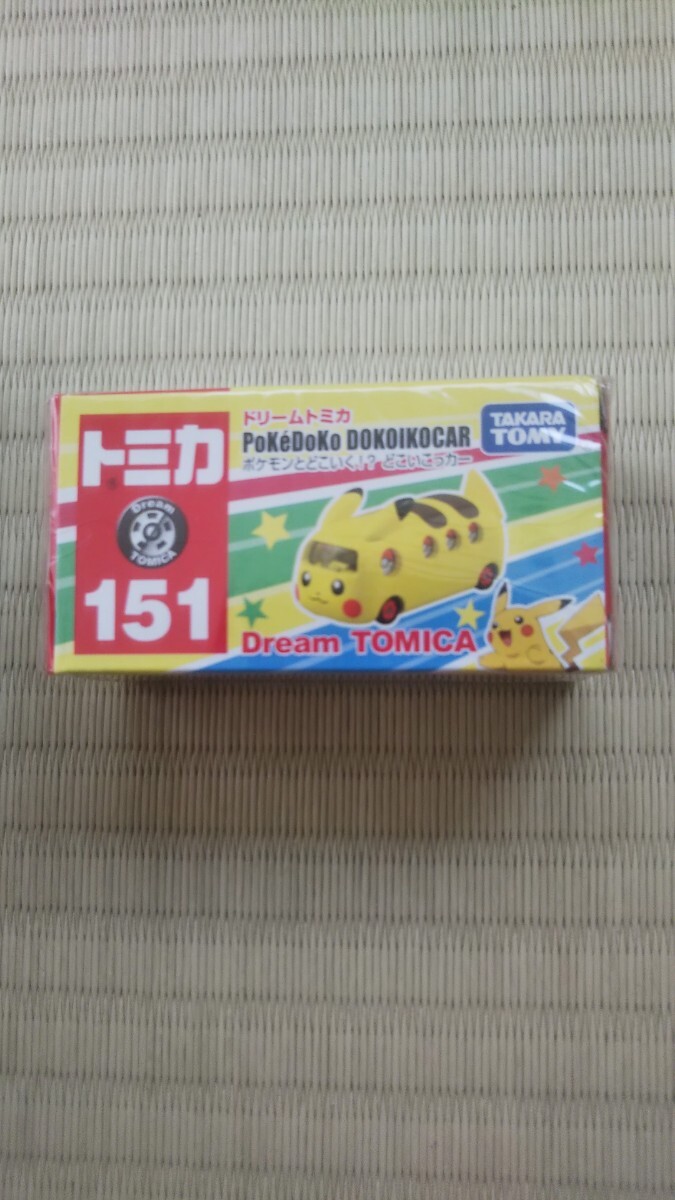 トミカ
Dream
TOMICA
151
ドリームトミカ
PoKéDoKo DOKOIKOCAR
ポケモンとどこいく!? どこいこっカー
TAKARA
TOMY
Dream TOMICA